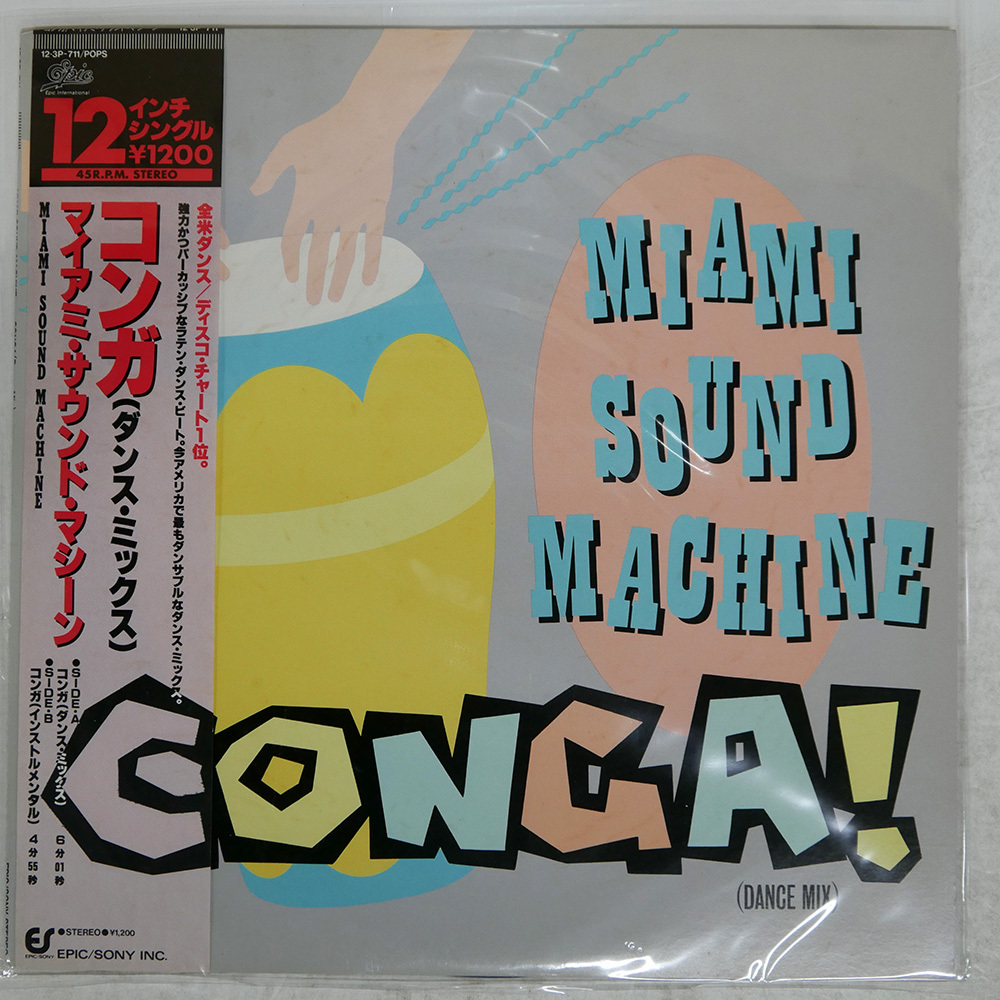 12・3P-711/POPS
Epic
Epic International
12インチ
シングル
¥1200
45R.P.M. STEREO
全米ダンス/ディスコ・チャート1位。
強力かつパーカッシブなラテン・ダンス・ビート。今アメリカで最もダンサブルなダンス・ミックス。
コンガ(ダンス・ミックス)
マイアミ・サウンド・マシーン
MIAMI SOUND MACHINE
●SIDE・A
コンガ(ダンス・ミックス) 6分01秒
●SIDE・B
コンガ(インストルメンタル) 4分55秒
EPIC/SONY
●STEREO●¥1,200
EPIC/SONY INC.
MIAMI
SOUND
MACHINE
CONGA!
(DANCE MIX)